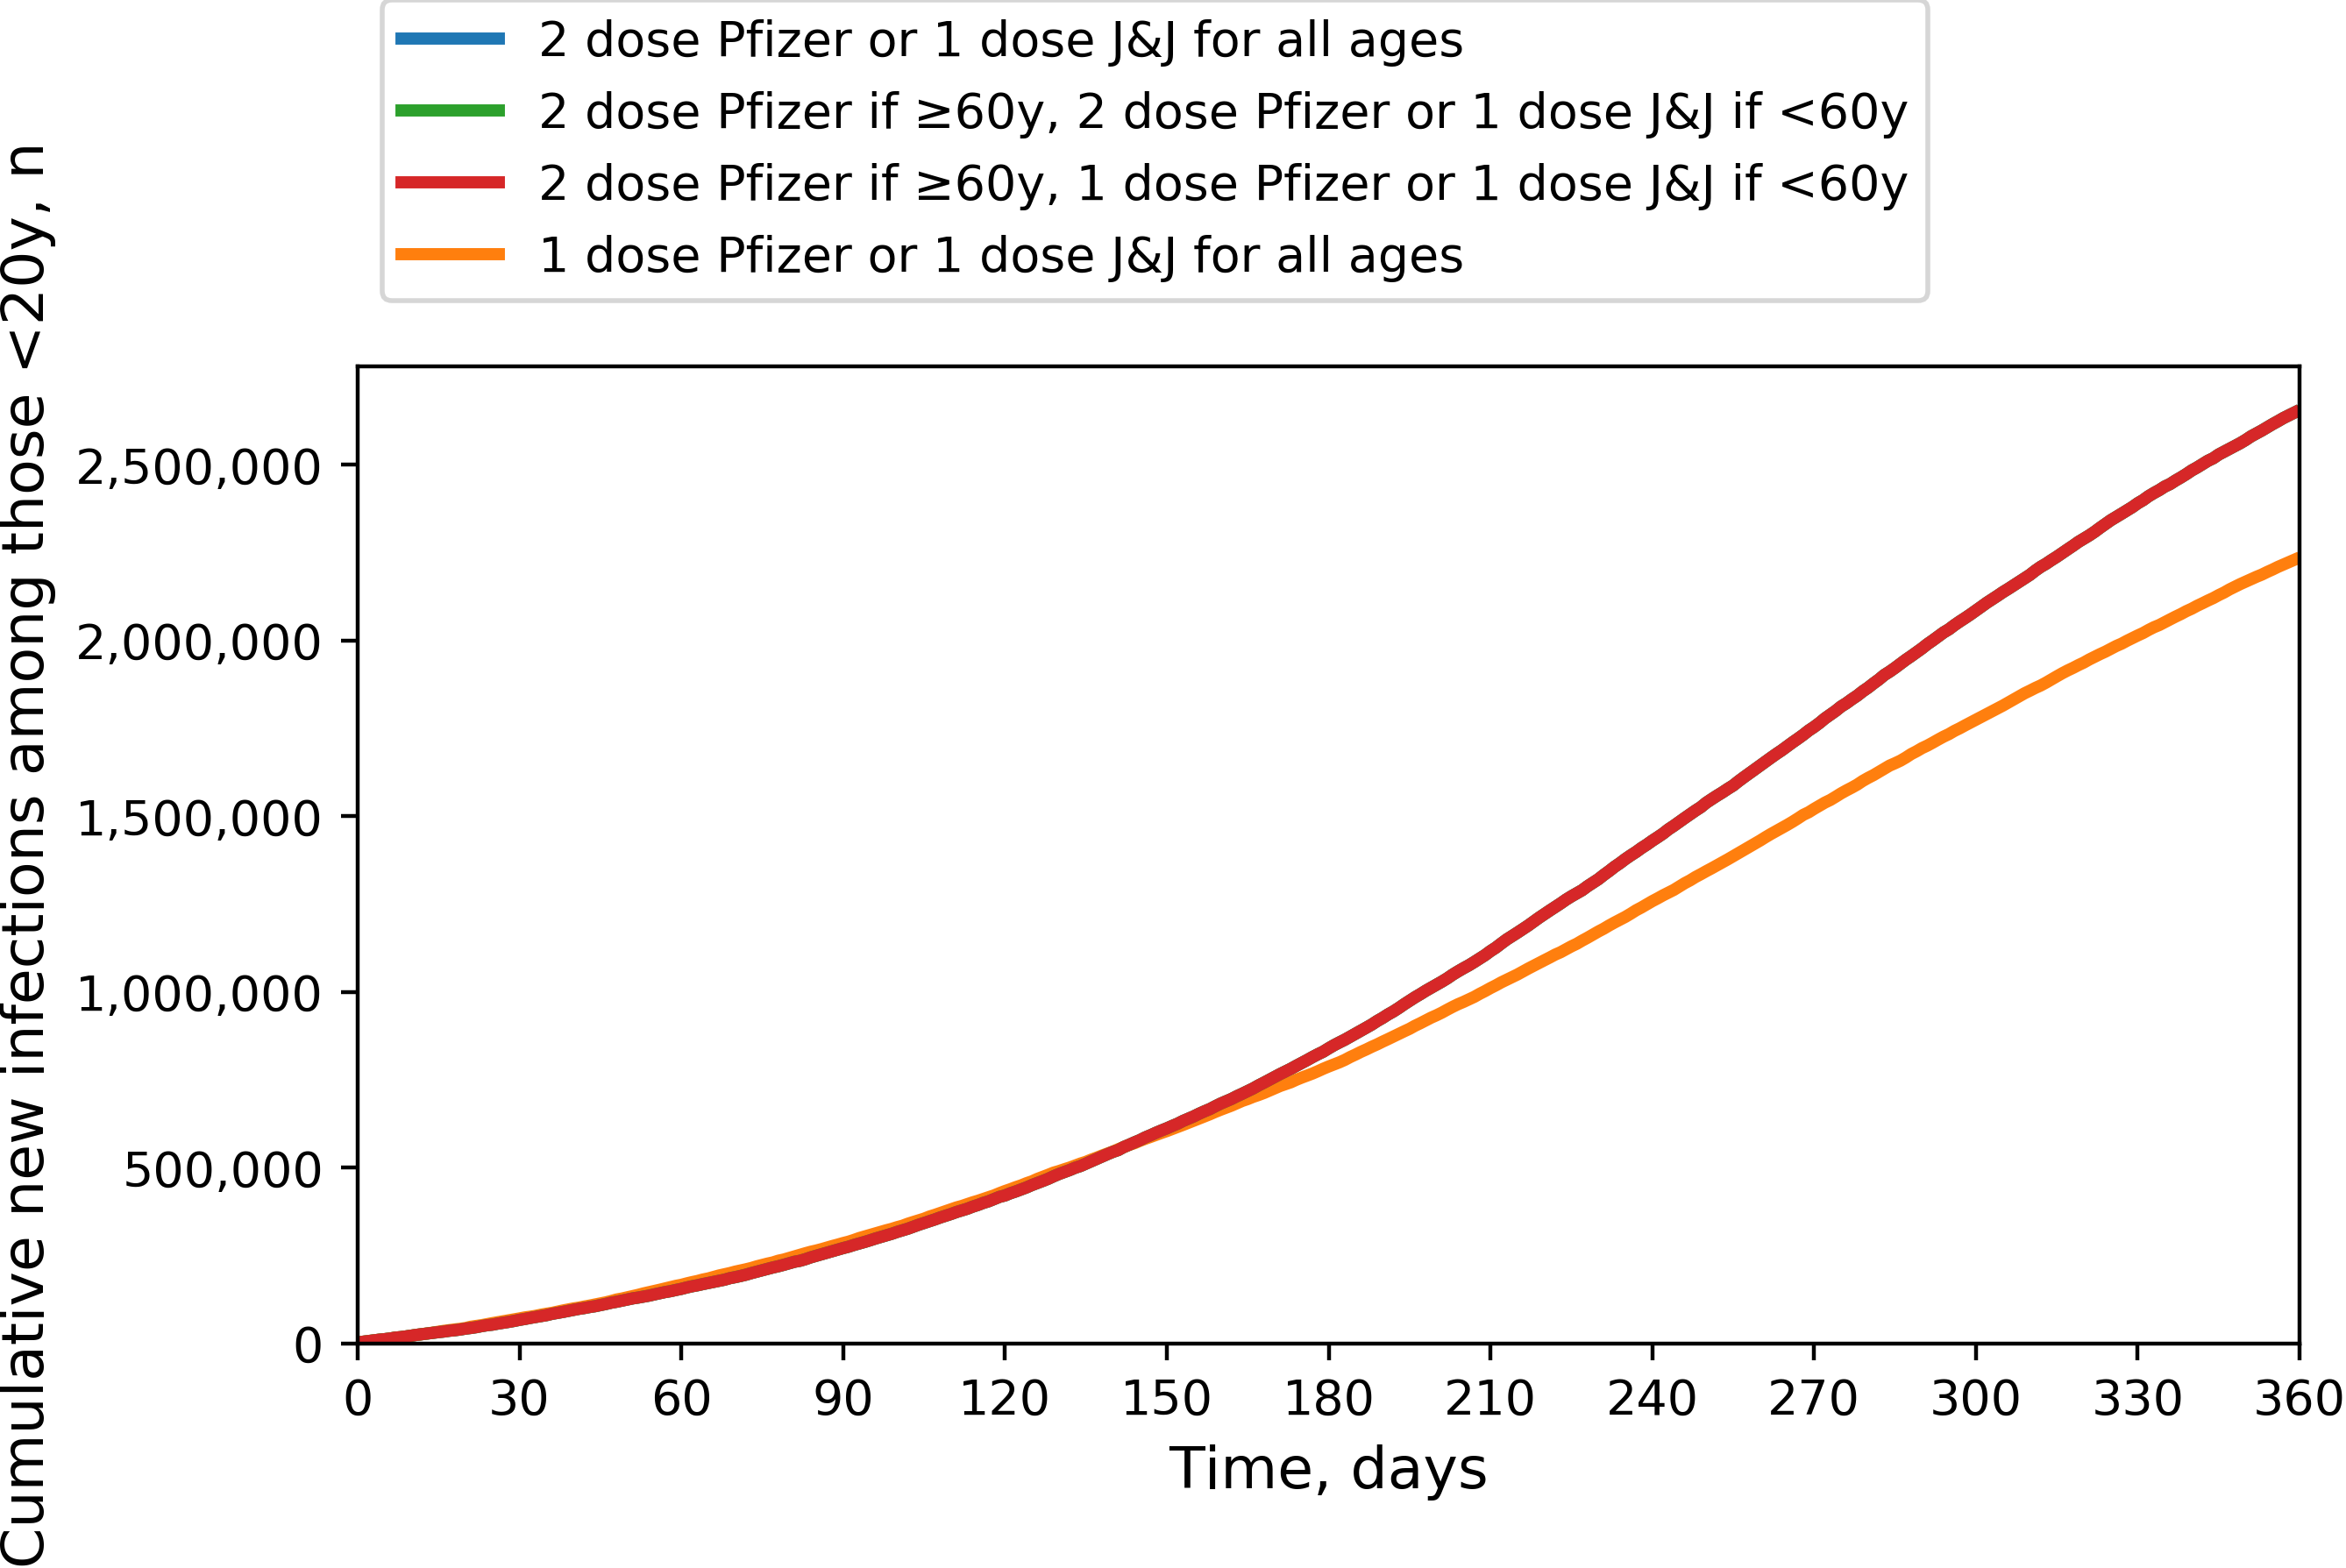 2 dose Pfizer or 1 dose J&J for all ages
2 dose Pfizer if ≥60y, 2 dose Pfizer or 1 dose J&J if <60y
2 dose Pfizer if ≥60y, 1 dose Pfizer or 1 dose J&J if <60y
1 dose Pfizer or 1 dose J&J for all ages
Cumulative new infections among those <20y, n
2,500,000
2,000,000
1,500,000
1,000,000
500,000
0
0 30 60 90 120 150 180 210 240 270 300 330 360
Time, days